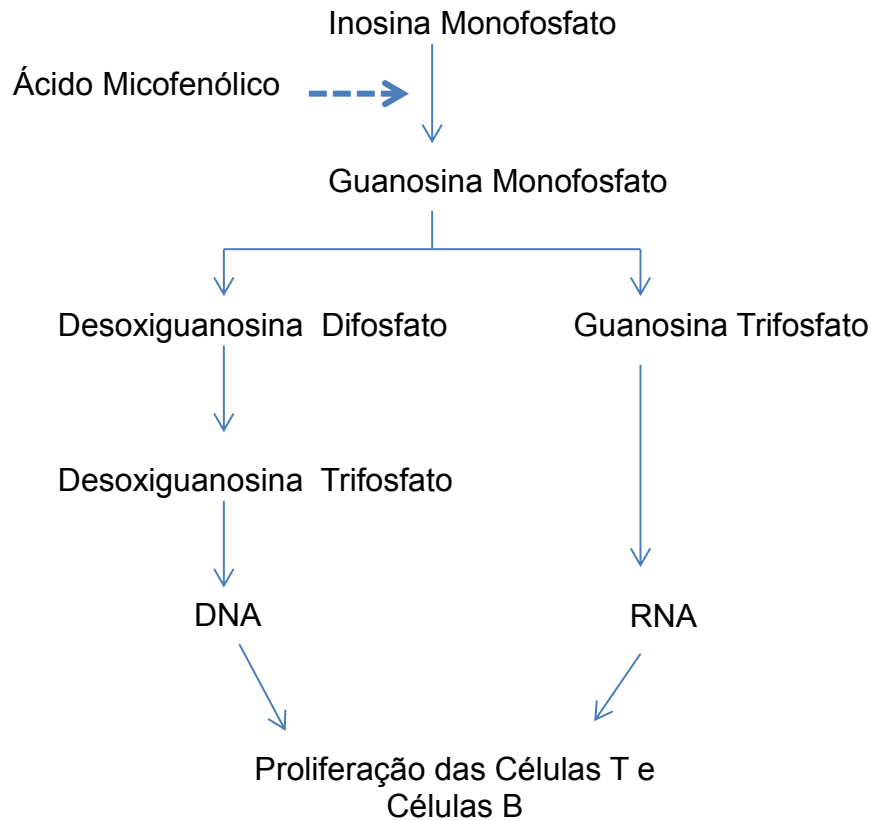 Inosina Monofosfato
Ácido Micofenólico
Guanosina Monofosfato
Desoxiguanosina Difosfato
Guanosina Trifosfato
Desoxiguanosina Trifosfato
DNA
RNA
Proliferação das Células T e
Células B